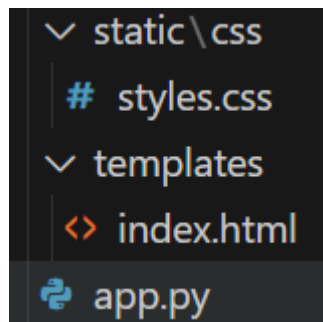 static\css
# styles.css
templates
<> index.html
app.py